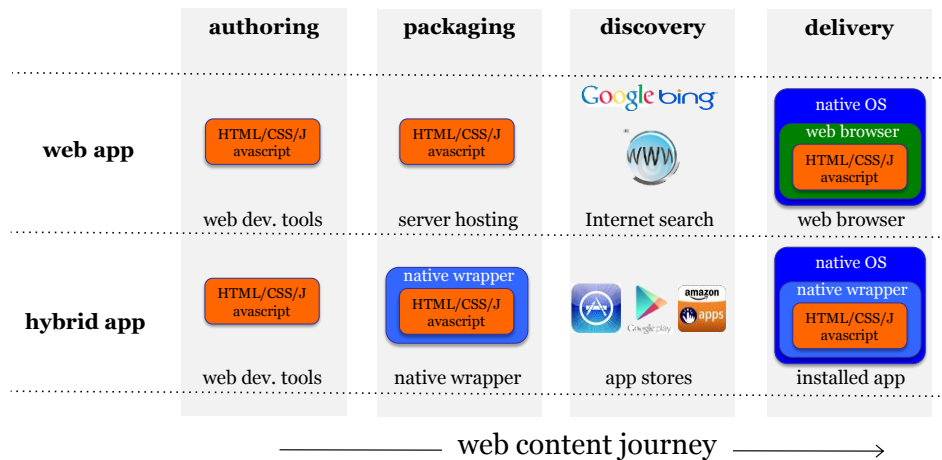 authoring packaging discovery delivery
Google bing
native OS
web browser
HTML/CSS/J
avascript
HTML/CSS/J
avascript
HTML/CSS/J
avascript
web app
www
web dev. tools server hosting Internet search web browser
native OS
native wrapper
native wrapper
HTML/CSS/J
avascript
HTML/CSS/J
avascript
HTML/CSS/J
avascript
amazon
apps
Google play
hybrid app
web dev. tools native wrapper app stores installed app
web content journey